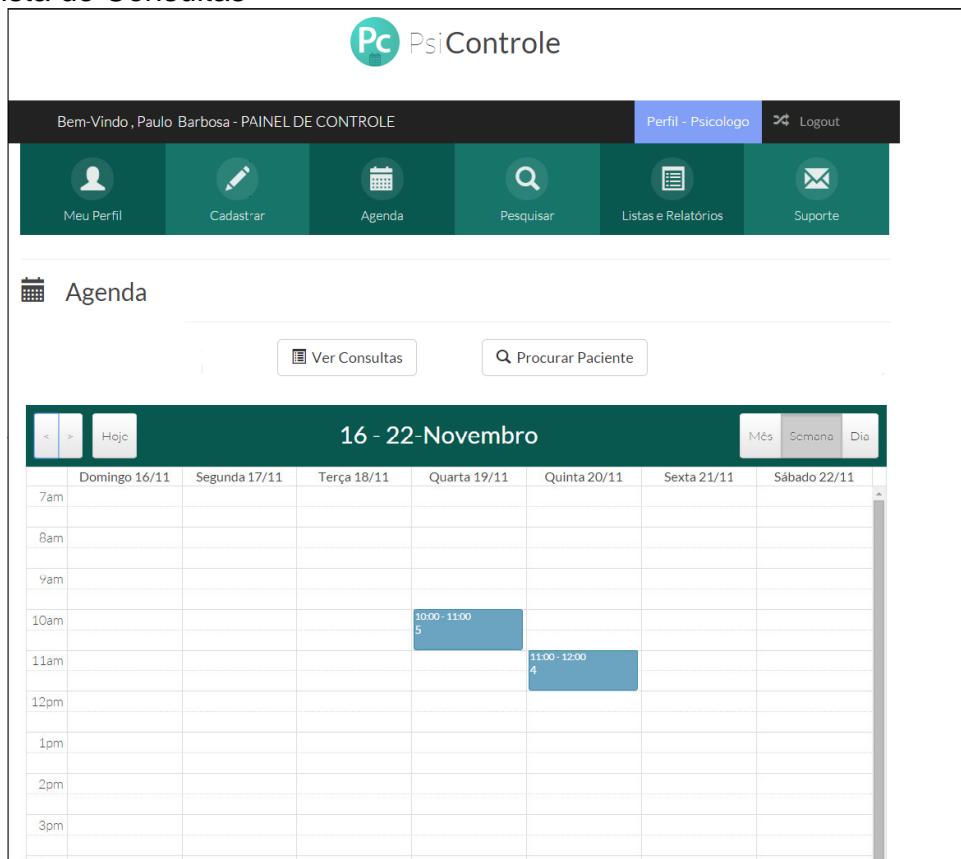 Pc PsiControle
Bem-Vindo , Paulo Barbosa - PAINEL DE CONTROLE Perfil - Psicologo Logout
Meu Perfil Cadastrar Agenda Pesquisar Listas e Relatórios Suporte
Agenda
Ver Consultas Procurar Paciente
< > Hoje 16 - 22-Novembro Mês Semana Dia
Domingo 16/11 Segunda 17/11 Terça 18/11 Quarta 19/11 Quinta 20/11 Sexta 21/11 Sábado 22/11
7am
8am
9am
10am 10:00 - 11:00
5
11am 11:00 - 12:00
4
12pm
1pm
2pm
3pm